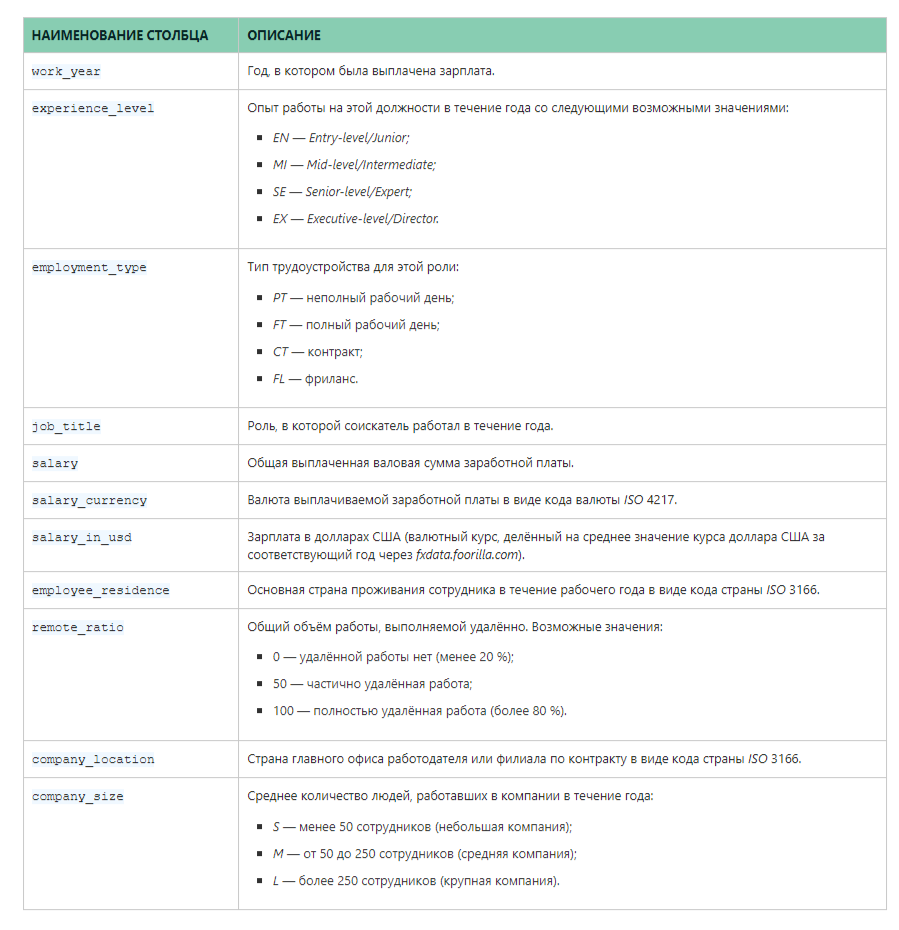 НАИМЕНОВАНИЕ СТОЛБЦА
ОПИСАНИЕ
work_year
Год, в котором была выплачена зарплата.
experience_level
Опыт работы на этой должности в течение года со следующими возможными значениями:
EN — Entry-level/Junior;
MI — Mid-level/Intermediate;
SE — Senior-level/Expert;
EX — Executive-level/Director.
employment_type
Тип трудоустройства для этой роли:
PT — неполный рабочий день;
FT — полный рабочий день;
CT — контракт;
FL — фриланс.
job_title
Роль, в которой соискатель работал в течение года.
salary
Общая выплаченная валовая сумма заработной платы.
salary_currency
Валюта выплачиваемой заработной платы в виде кода валюты ISO 4217.
salary_in_usd
Зарплата в долларах США (валютный курс, делённый на среднее значение курса доллара США за
соответствующий год через fxdata.foorilla.com).
employee_residence
Основная страна проживания сотрудника в течение рабочего года в виде кода страны ISO 3166.
remote_ratio
Общий объём работы, выполняемой удалённо. Возможные значения:
0 — удалённой работы нет (менее 20 %);
50 — частично удалённая работа;
100 — полностью удалённая работа (более 80 %).
company_location
Страна главного офиса работодателя или филиала по контракту в виде кода страны ISO 3166.
company_size
Среднее количество людей, работавших в компании в течение года:
S — менее 50 сотрудников (небольшая компания);
M — от 50 до 250 сотрудников (средняя компания);
L — более 250 сотрудников (крупная компания).